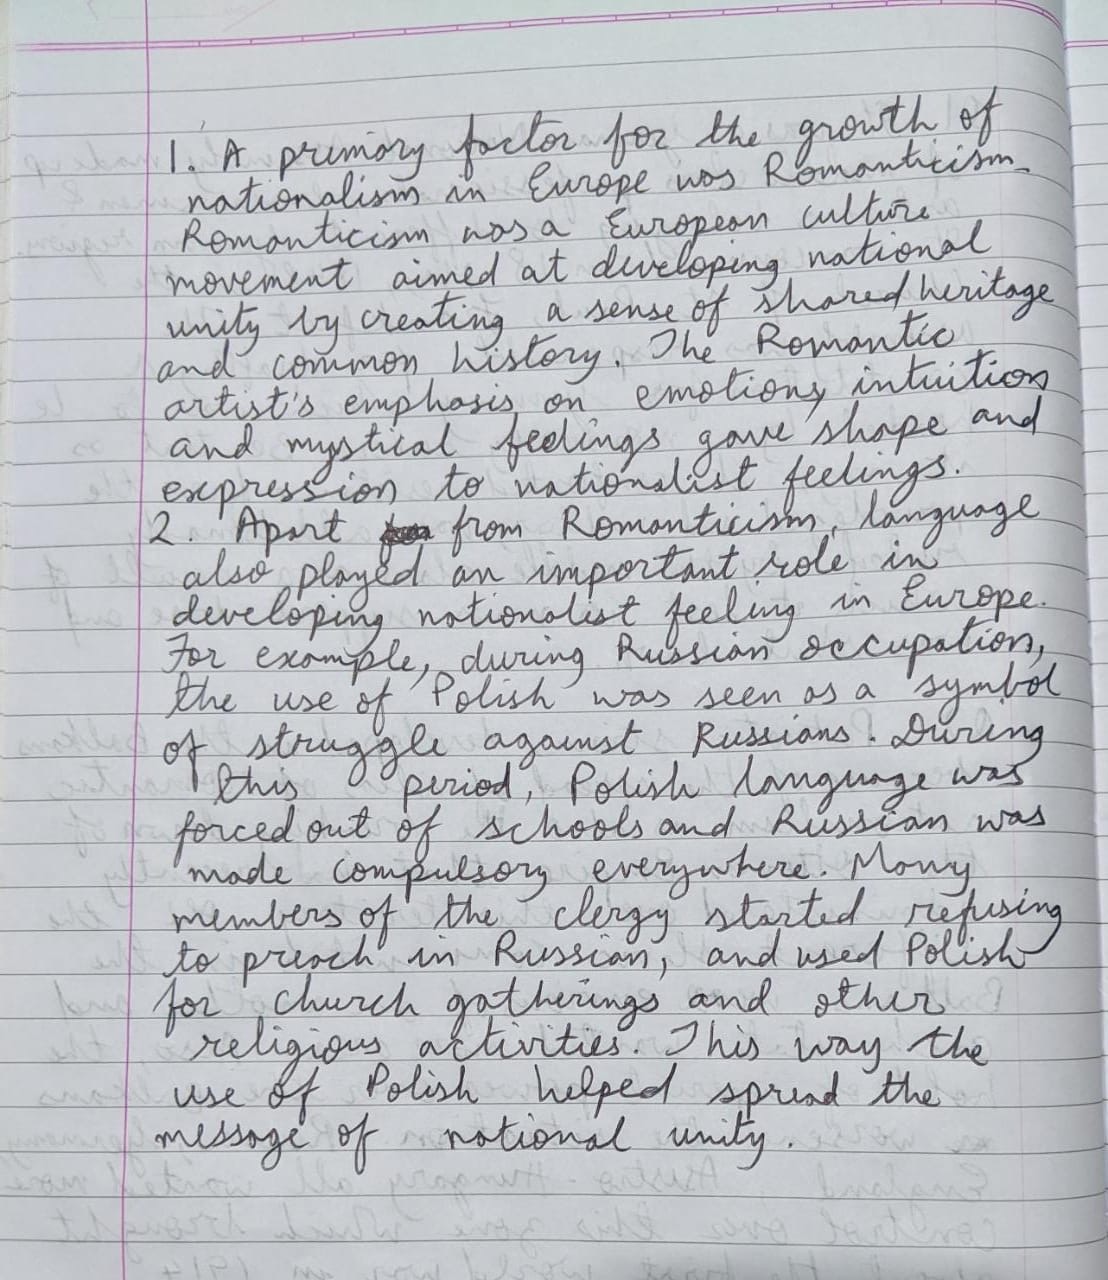 1. A primary factor for the growth of
nationalism in Europe was Romanticism.
Romanticism was a European culture
movement aimed at developing national
unity by creating a sense of shared heritage
and common history. The Romantic
artist's emphasis on emotions, intuition
and mystical feelings gave shape and
expression to nationalist feelings.
2. Apart from Romanticism, language
also played an important role in
developing nationalist feeling in Europe.
For example, during Russian occupation,
the use of Polish was seen as a symbol
of struggle against Russians. During
this period, Polish language was
forced out of schools and Russian was
made compulsory everywhere. Many
members of the clergy started refusing
to preach in Russian, and used Polish
for church gatherings and other
religious activities. This way the
use of Polish helped spread the
message of national unity.